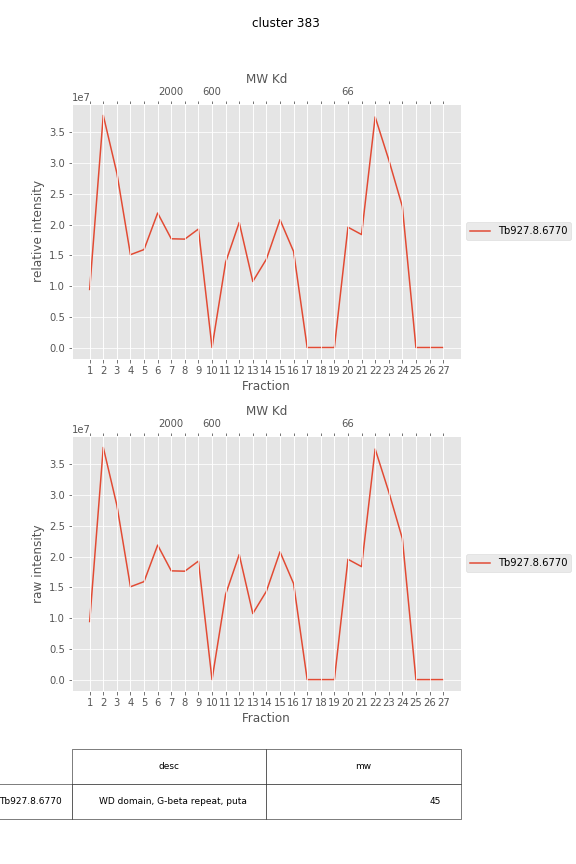 cluster 383
MW Kd
2000 600 66
1e7
3.5
3.0
2.5
2.0
1.5
1.0
0.5
0.0
relative intensity
Tb927.8.6770
1 2 3 4 5 6 7 8 9 10 11 12 13 14 15 16 17 18 19 20 21 22 23 24 25 26 27
Fraction
MW Kd
2000 600 66
1e7
3.5
3.0
2.5
2.0
1.5
1.0
0.5
0.0
raw intensity
Tb927.8.6770
1 2 3 4 5 6 7 8 9 10 11 12 13 14 15 16 17 18 19 20 21 22 23 24 25 26 27
Fraction
desc mw
Tb927.8.6770 WD domain, G-beta repeat, puta 45